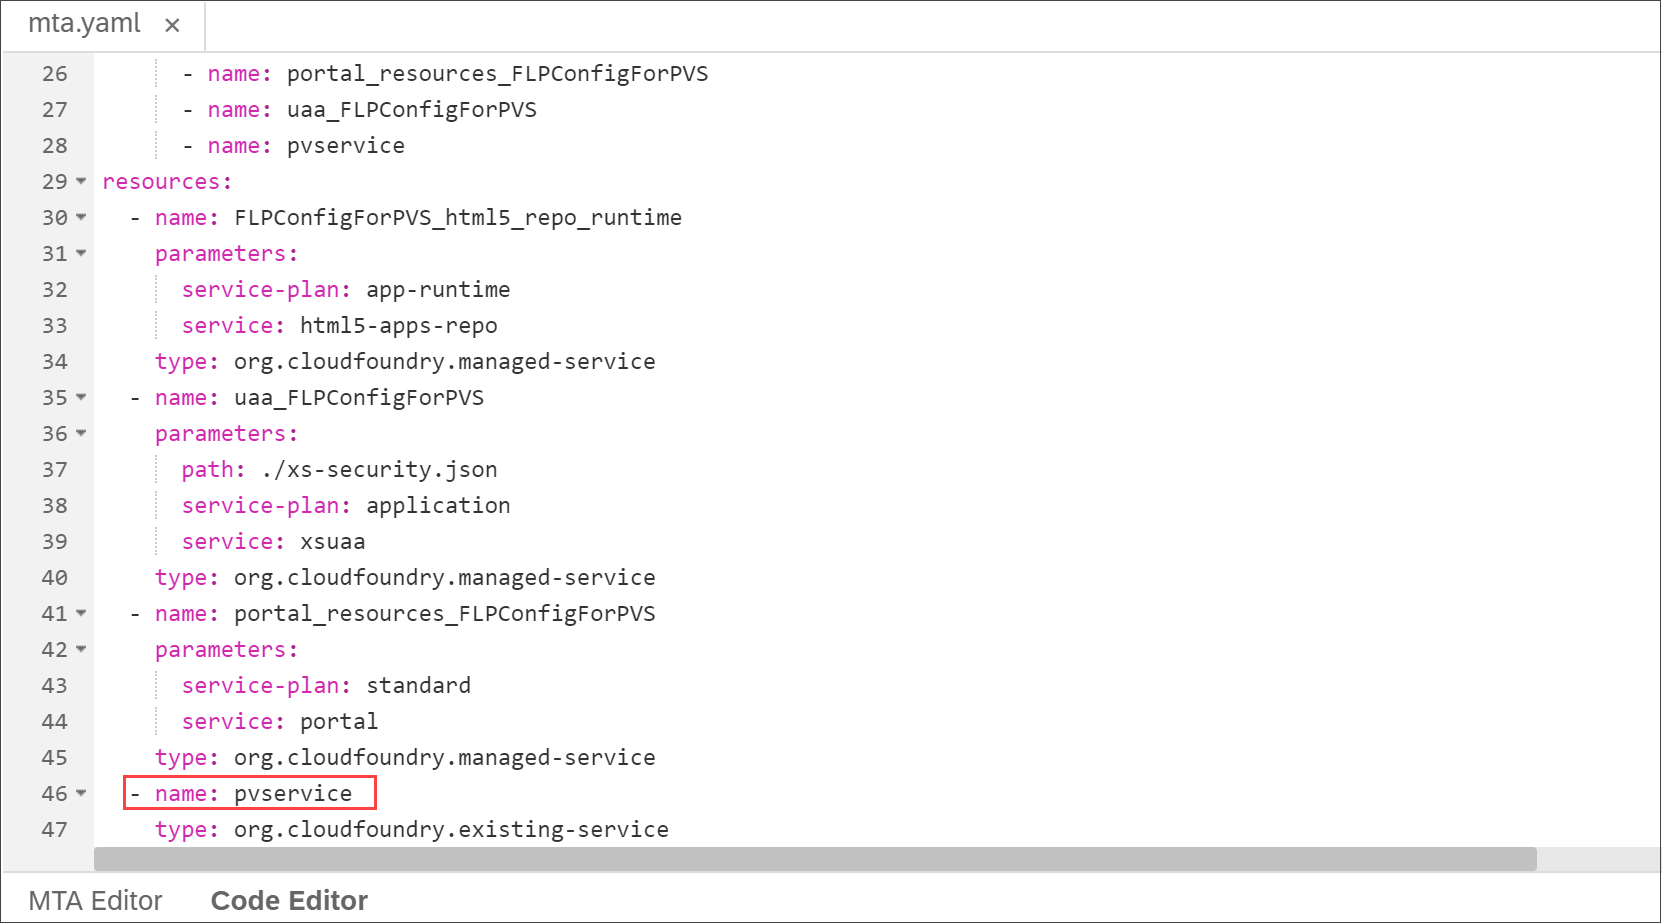 mta.yaml ×
26 - name: portal_resources_FLPConfigForPVS
27 - name: uaa_FLPConfigForPVS
28 - name: pvservice
29 resources:
30 - name: FLPConfigForPVS_html5_repo_runtime
31 parameters:
32 service-plan: app-runtime
33 service: html5-apps-repo
34 type: org.cloudfoundry.managed-service
35 - name: uaa_FLPConfigForPVS
36 parameters:
37 path: ./xs-security.json
38 service-plan: application
39 service: xsuaa
40 type: org.cloudfoundry.managed-service
41 - name: portal_resources_FLPConfigForPVS
42 parameters:
43 service-plan: standard
44 service: portal
45 type: org.cloudfoundry.managed-service
46 - name: pvservice
47 type: org.cloudfoundry.existing-service
MTA Editor Code Editor